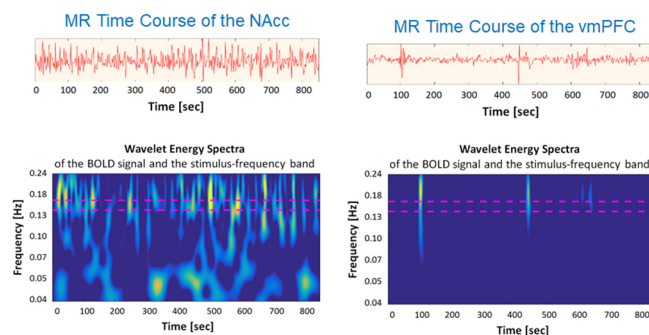 MR Time Course of the NAcc
0 100 200 300 400 500 600 700 800
Time [sec]
Wavelet Energy Spectra
of the BOLD signal and the stimulus-frequency band
Frequency [Hz]
0.24
0.18
0.13
0.10
0.07
0.05
0.04
0 100 200 300 400 500 600 700 800
Time [sec]
MR Time Course of the vmPFC
0 100 200 300 400 500 600 700 800
Time [sec]
Wavelet Energy Spectra
of the BOLD signal and the stimulus-frequency band
Frequency [Hz]
0.24
0.18
0.13
0.10
0.07
0.05
0.04
0 100 200 300 400 500 600 700 800
Time [sec]